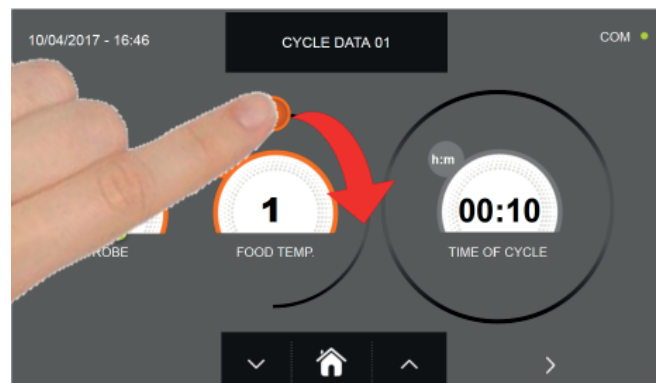 10/04/2017 - 16:46
CYCLE DATA 01
COM
h:m
1
00:10
ROBE
FOOD TEMP.
TIME OF CYCLE